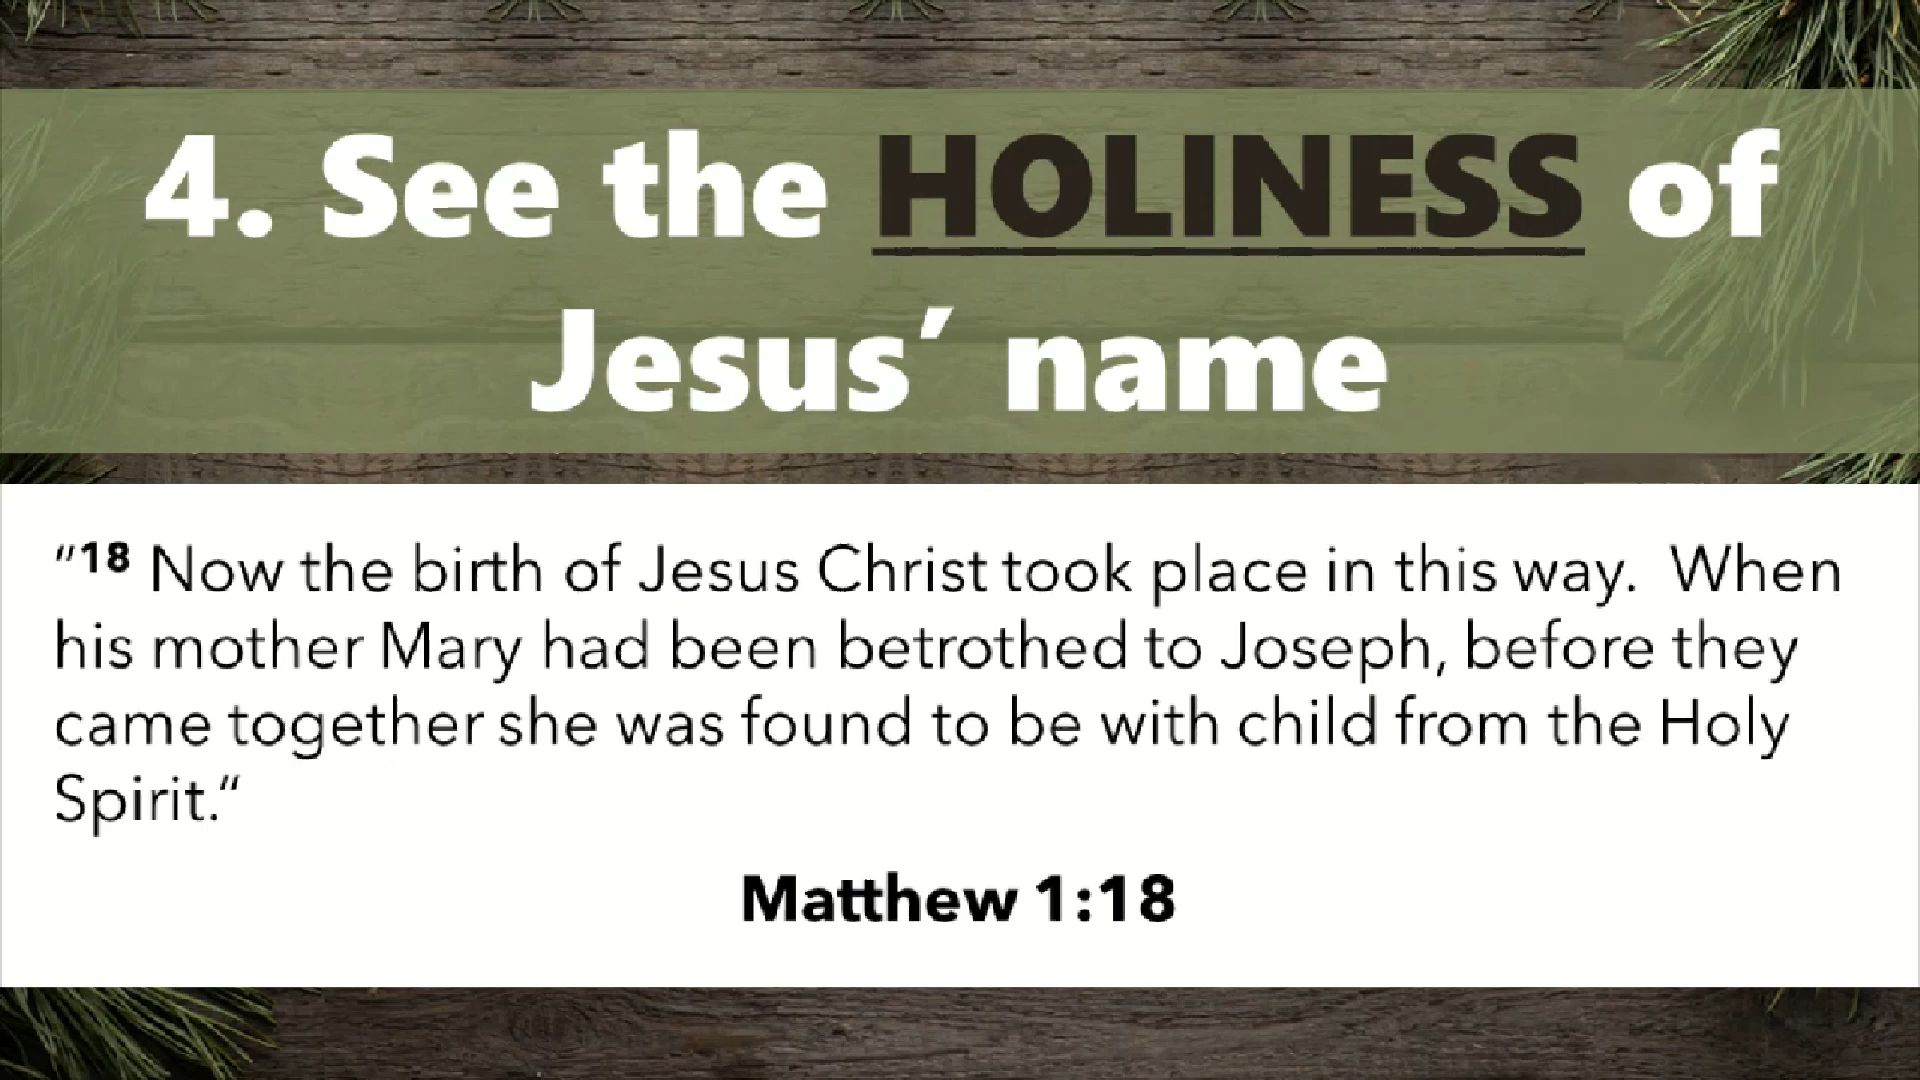 4. See the HOLINESS of
Jesus’ name
"18 Now the birth of Jesus Christ took place in this way.  When
his mother Mary had been betrothed to Joseph, before they
came together she was found to be with child from the Holy
Spirit."
Matthew 1:18